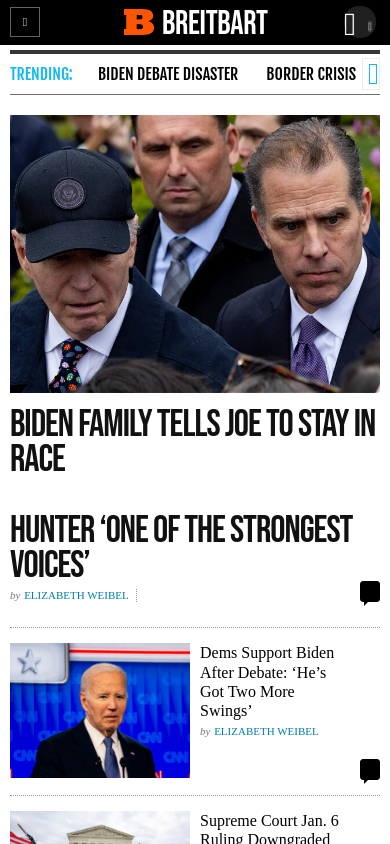 BREITBART
TRENDING:
BIDEN DEBATE DISASTER
BORDER CRISIS
BIDEN FAMILY TELLS JOE TO STAY IN
RACE
HUNTER ‘ONE OF THE STRONGEST
VOICES’
by ELIZABETH WEIBEL
Dems Support Biden
After Debate: ‘He’s
Got Two More
Swings’
by ELIZABETH WEIBEL
Supreme Court Jan. 6
Ruling Downgraded